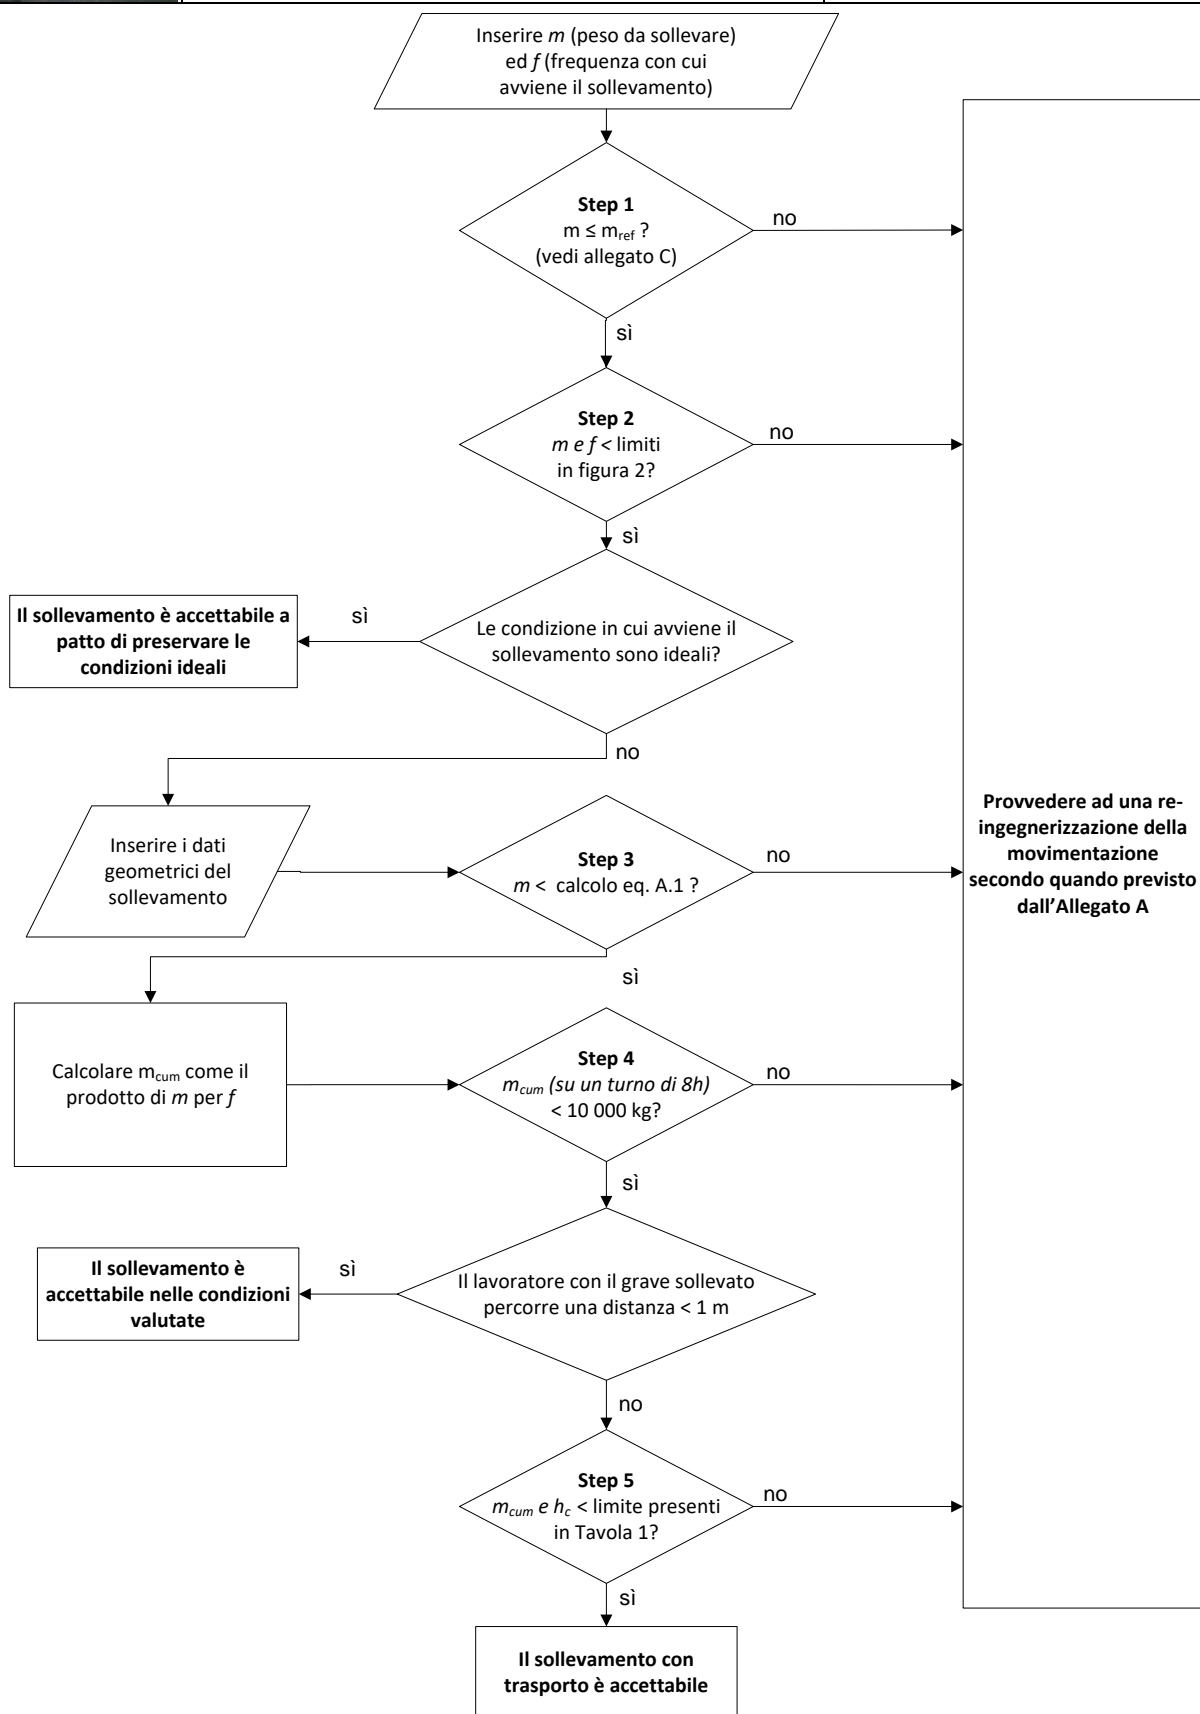 Inserire m (peso da sollevare)
ed f (frequenza con cui
avviene il sollevamento)
Step 1
m ≤ mref ?
(vedi allegato C)
no
sì
Step 2
m e f < limiti
in figura 2?
no
sì
Il sollevamento è accettabile a
patto di preservare le
condizioni ideali
sì
Le condizione in cui avviene il
sollevamento sono ideali?
no
Inserire i dati
geometrici del
sollevamento
Step 3
m < calcolo eq. A.1 ?
no
sì
Provvedere ad una re-
ingegnerizzazione della
movimentazione
secondo quando previsto
dall'Allegato A
Calcolare mcum come il
prodotto di m per f
Step 4
mcum (su un turno di 8h)
< 10 000 kg?
no
sì
Il sollevamento è
accettabile nelle condizioni
valutate
sì
Il lavoratore con il grave sollevato
percorre una distanza < 1 m
no
Step 5
mcum e hc < limite presenti
in Tavola 1?
no
sì
Il sollevamento con
trasporto è accettabile